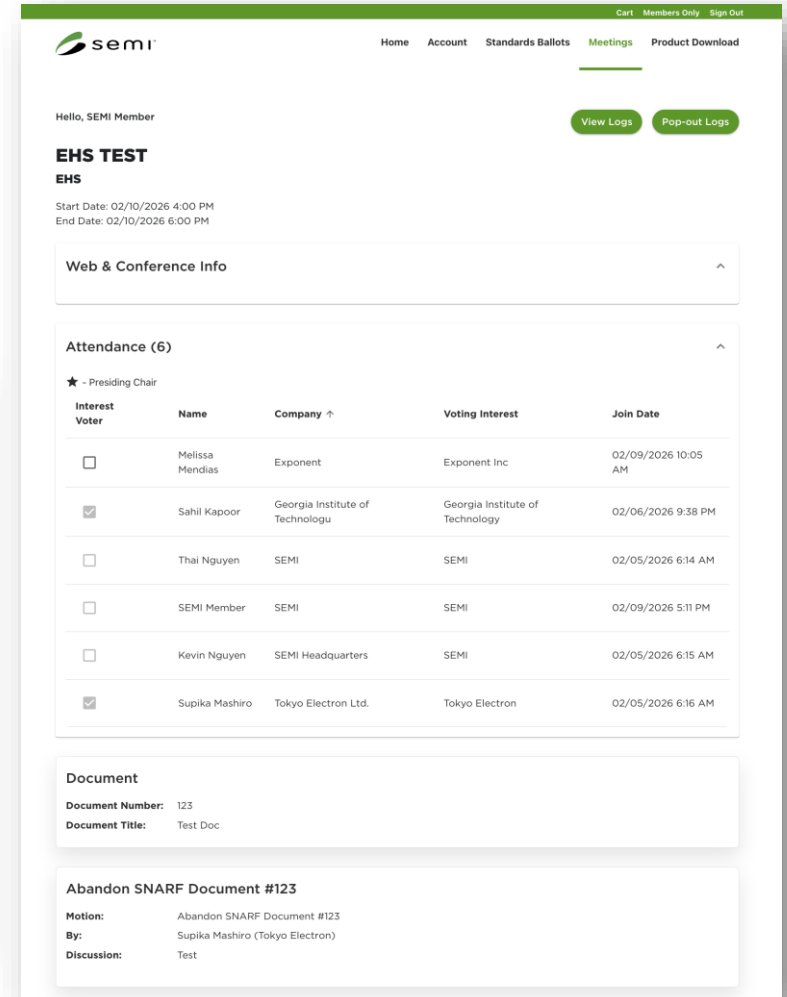 Cart Members Only Sign Out
semi
Home Account Standards Ballots Meetings Product Download
Hello, SEMI Member
View Logs Pop-out Logs
EHS TEST
EHS
Start Date: 02/10/2026 4:00 PM
End Date: 02/10/2026 6:00 PM
Web & Conference Info
Attendance (6)
★ - Presiding Chair
Interest Voter Name Company ↑ Voting Interest Join Date
Melissa Mendias Exponent Exponent Inc 02/09/2026 10:05 AM
Sahil Kapoor Georgia Institute of Technologu Georgia Institute of Technology 02/06/2026 9:38 PM
Thai Nguyen SEMI SEMI 02/05/2026 6:14 AM
SEMI Member SEMI SEMI 02/09/2026 5:11 PM
Kevin Nguyen SEMI Headquarters SEMI 02/05/2026 6:15 AM
Supika Mashiro Tokyo Electron Ltd. Tokyo Electron 02/05/2026 6:16 AM
Document
Document Number: 123
Document Title: Test Doc
Abandon SNARF Document #123
Motion: Abandon SNARF Document #123
By: Supika Mashiro (Tokyo Electron)
Discussion: Test